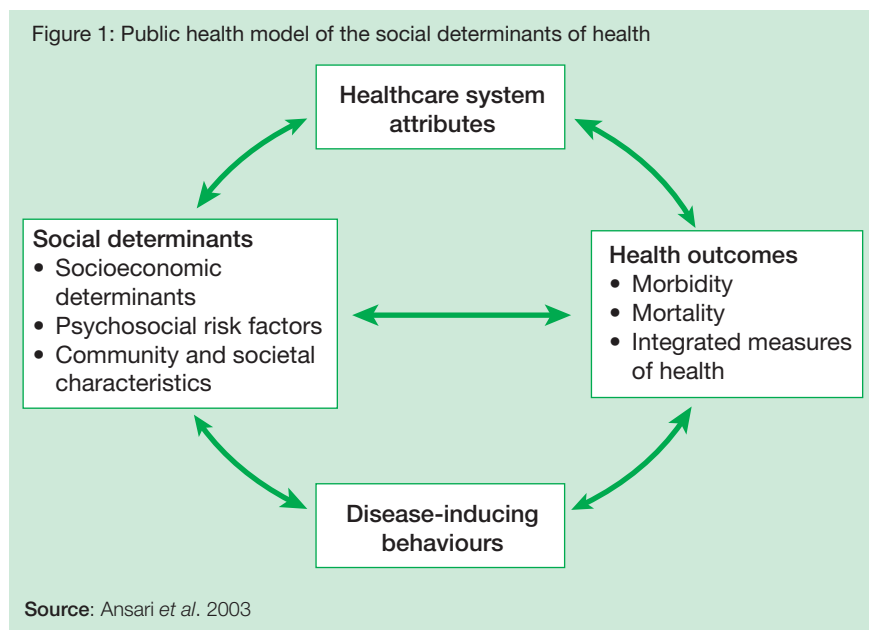 Figure 1: Public health model of the social determinants of health
Healthcare system
attributes
Social determinants
• Socioeconomic
determinants
• Psychosocial risk factors
• Community and societal
characteristics
Health outcomes
• Morbidity
• Mortality
• Integrated measures
of health
Disease-inducing
behaviours
Source: Ansari et al. 2003